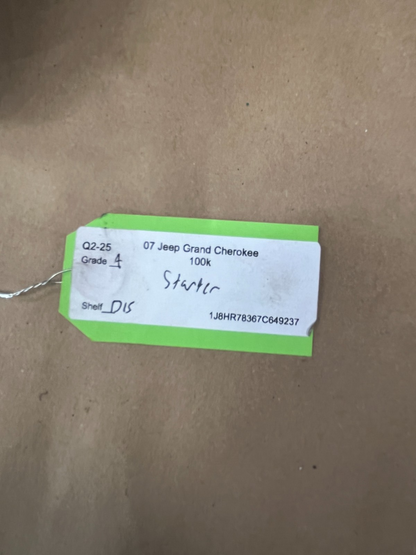 Q2-25
07 Jeep Grand Cherokee
Grade A
100k
Starter
Shelf D15
1J8HR78367C649237